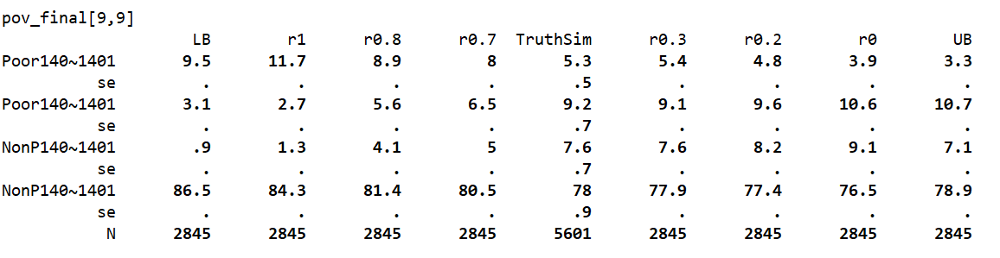 pov_final[9,9]
LB r1 r0.8 r0.7 TruthSim r0.3 r0.2 r0 UB
Poor140~1401 9.5 11.7 8.9 8 5.3 5.4 4.8 3.9 3.3
se . . . . .5 . . . .
Poor140~1401 3.1 2.7 5.6 6.5 9.2 9.1 9.6 10.6 10.7
se . . . . .7 . . . .
NonP140~1401 .9 1.3 4.1 5 7.6 7.6 8.2 9.1 7.1
se . . . . .7 . . . .
NonP140~1401 86.5 84.3 81.4 80.5 78 77.9 77.4 76.5 78.9
se . . . . .9 . . . .
N 2845 2845 2845 2845 5601 2845 2845 2845 2845